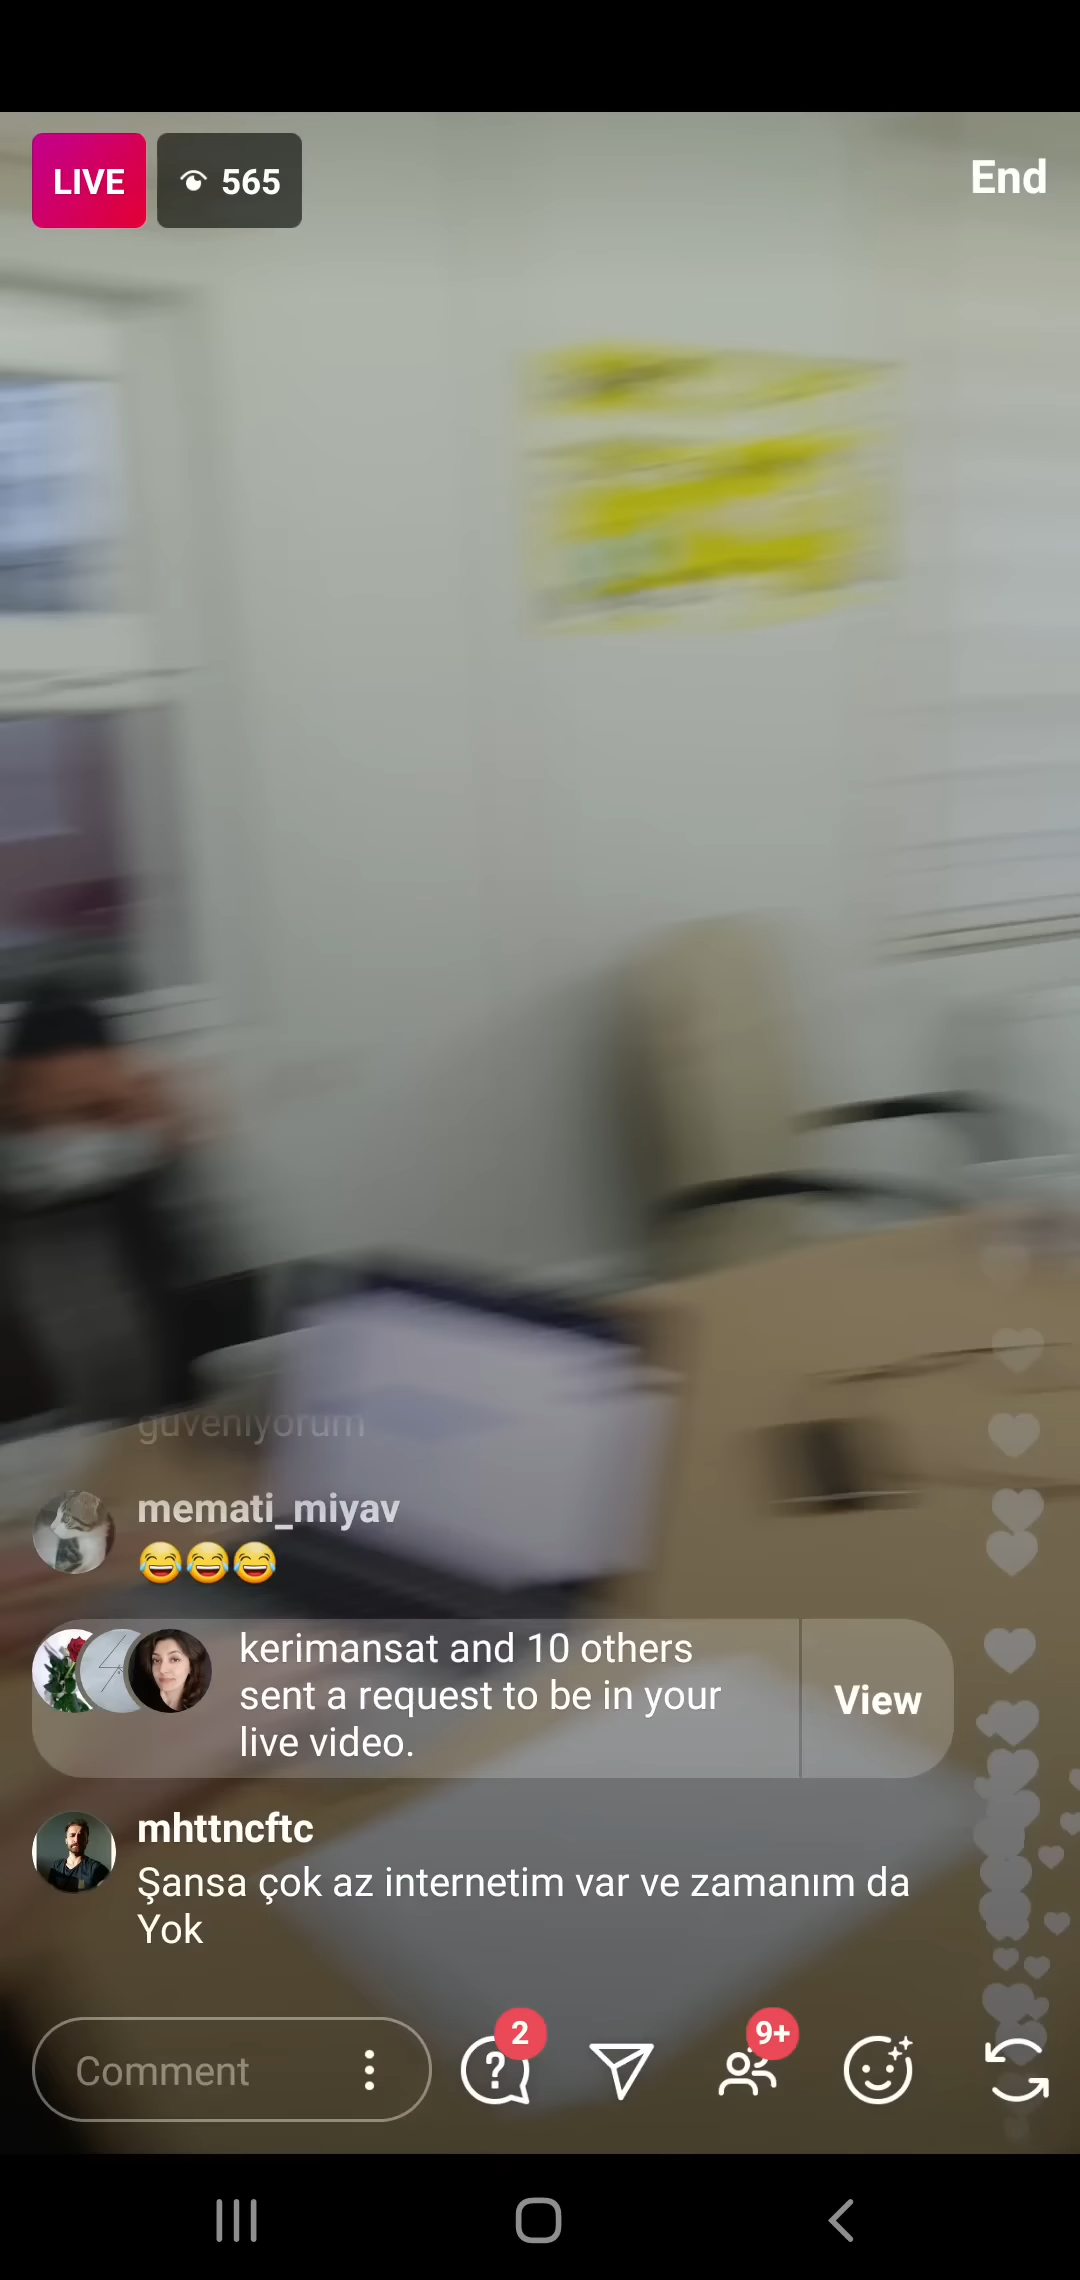 LIVE 565 End
güveniyorum
memati_miyav
😂😂😂
kerimansat and 10 others
sent a request to be in your
live video.
View
mhttncftc
Şansa çok az internetim var ve zamanım da
Yok
2
9+
Comment